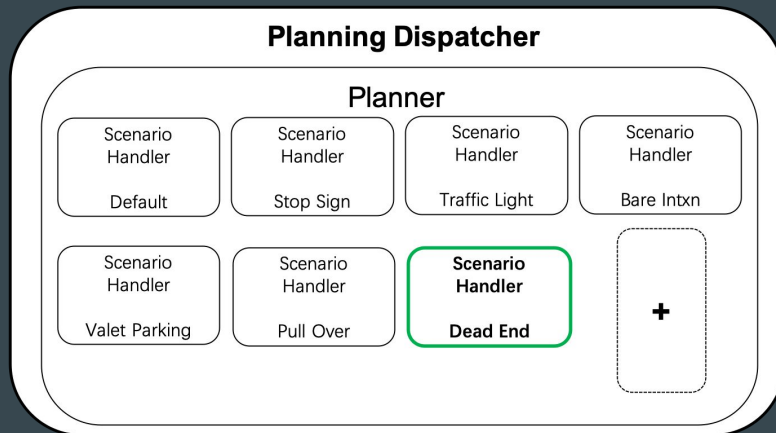 Planning Dispatcher
Planner
Scenario
Handler
Default
Scenario
Handler
Stop Sign
Scenario
Handler
Traffic Light
Scenario
Handler
Bare Intxn
Scenario
Handler
Valet Parking
Scenario
Handler
Pull Over
Scenario
Handler
Dead End
+